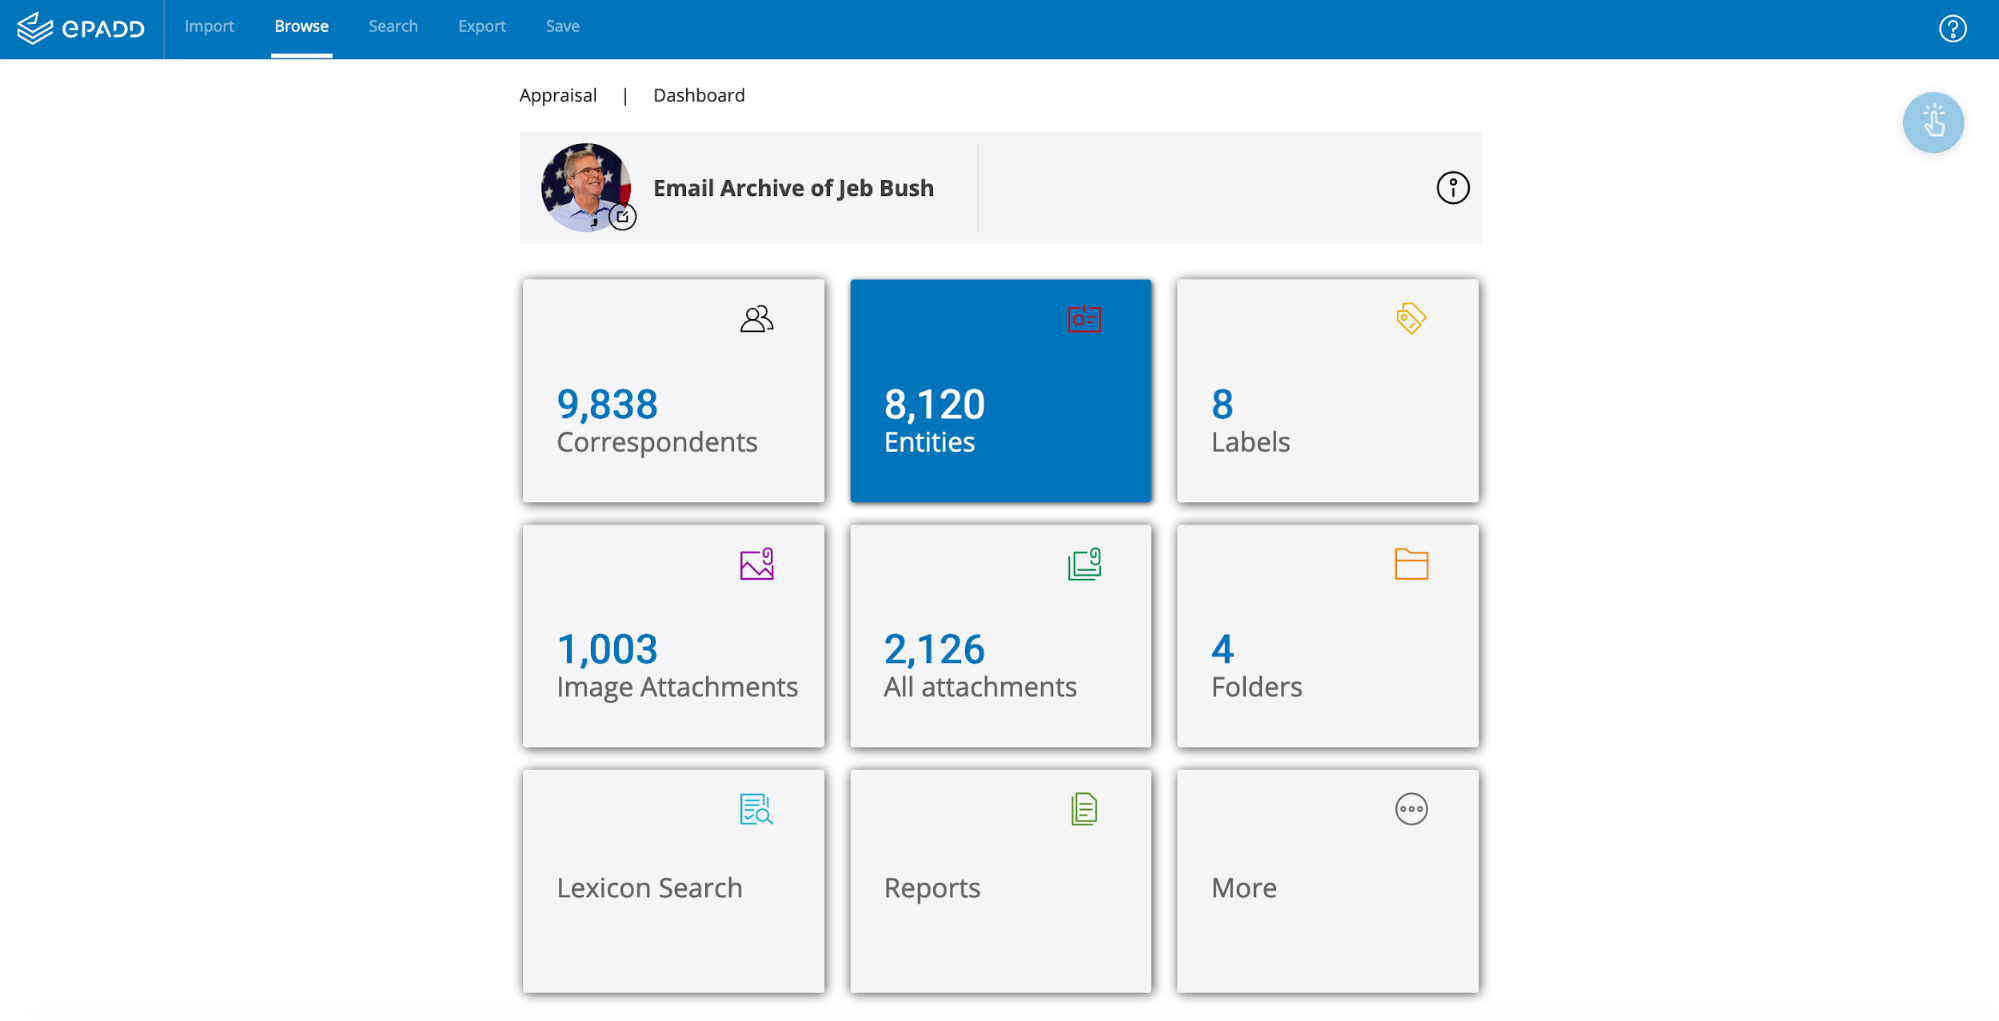 ePADD Import Browse Search Export Save ?
Appraisal | Dashboard
Email Archive of Jeb Bush
9,838
Correspondents
8,120
Entities
8
Labels
1,003
Image Attachments
2,126
All attachments
4
Folders
Lexicon Search
Reports
More